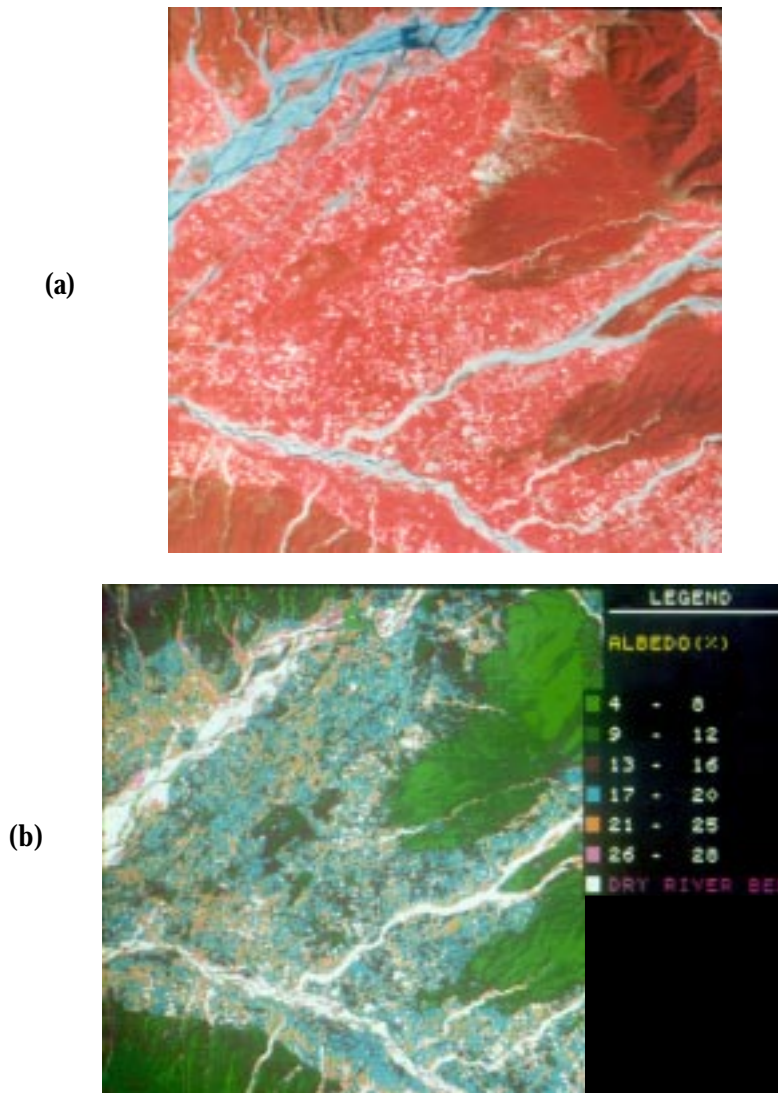 (a)
(b)
LEGEND
ALBEDO(%)
4 - 8
9 - 12
13 - 16
17 - 20
21 - 25
26 - 28
DRY RIVER BE